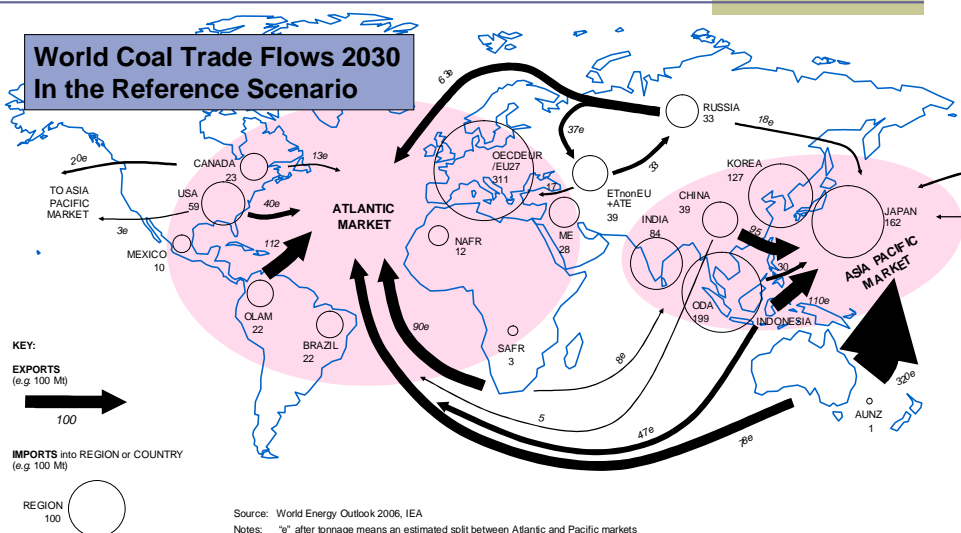 World Coal Trade Flows 2030
In the Reference Scenario
63e
RUSSIA
33
18e
37e
33
20e
CANADA
23
13e
OECDEUR
/EU27
311
17
ETnonEU
+ATE
39
KOREA
127
CHINA
39
JAPAN
162
TO ASIA
PACIFIC
MARKET
USA
59
40e
3e
ATLANTIC
MARKET
ME
28
INDIA
84
95
MEXICO
10
112
NAFR
12
30
ASIA PACIFIC
MARKET
OLAM
22
BRAZIL
22
90e
SAFR
3
8e
ODA
199
110e
INDONESIA
320e
AUNZ
1
5
47e
78e
KEY:
EXPORTS
(e.g. 100 Mt)
100
IMPORTS into REGION or COUNTRY
(e.g. 100 Mt)
REGION
100
Source: World Energy Outlook 2006, IEA
Notes: "e" after tonnage means an estimated split between Atlantic and Pacific markets